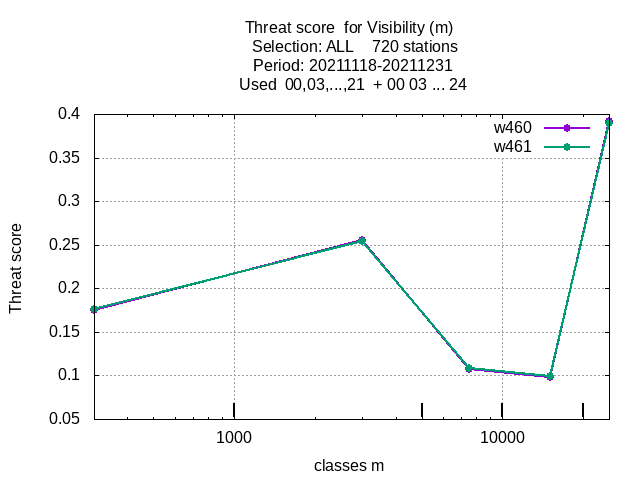 Threat score  for Visibility (m)
Selection: ALL    720 stations
Period: 20211118-20211231
Used  00,03,...,21  + 00 03 ... 24
w460
w461
0.4
0.35
0.3
0.25
0.2
0.15
0.1
0.05
Threat score
1000
10000
classes m